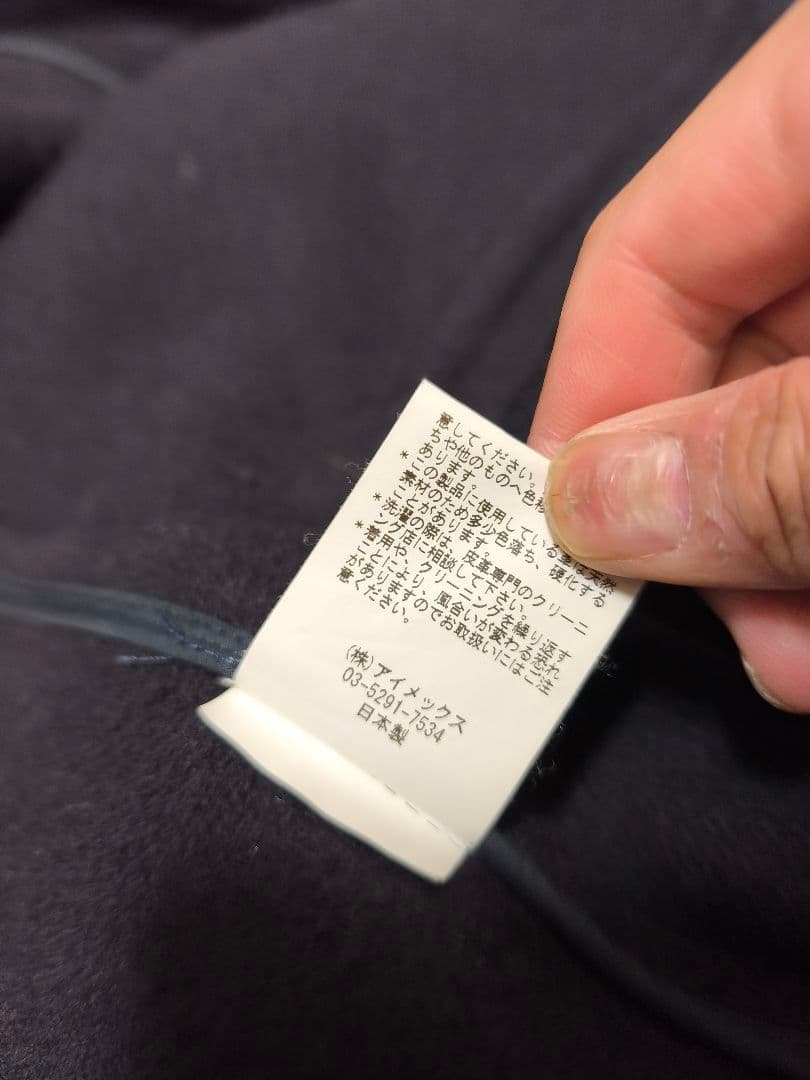 意してください。
ちや他のものへ色
あります。
* この製品に使用している革は天然
素材のため多少色落ち、硬化する
ことがあります。
* 洗濯の際は、皮革専門のクリーニ
ング店に相談して下さい。
* 着用や、クリーニングを繰り返す
ことにより、風合いが変わる恐れ
がありますのでお取扱いにはご注
意ください。
(株)アイメックス
03-5291-7534
日本製